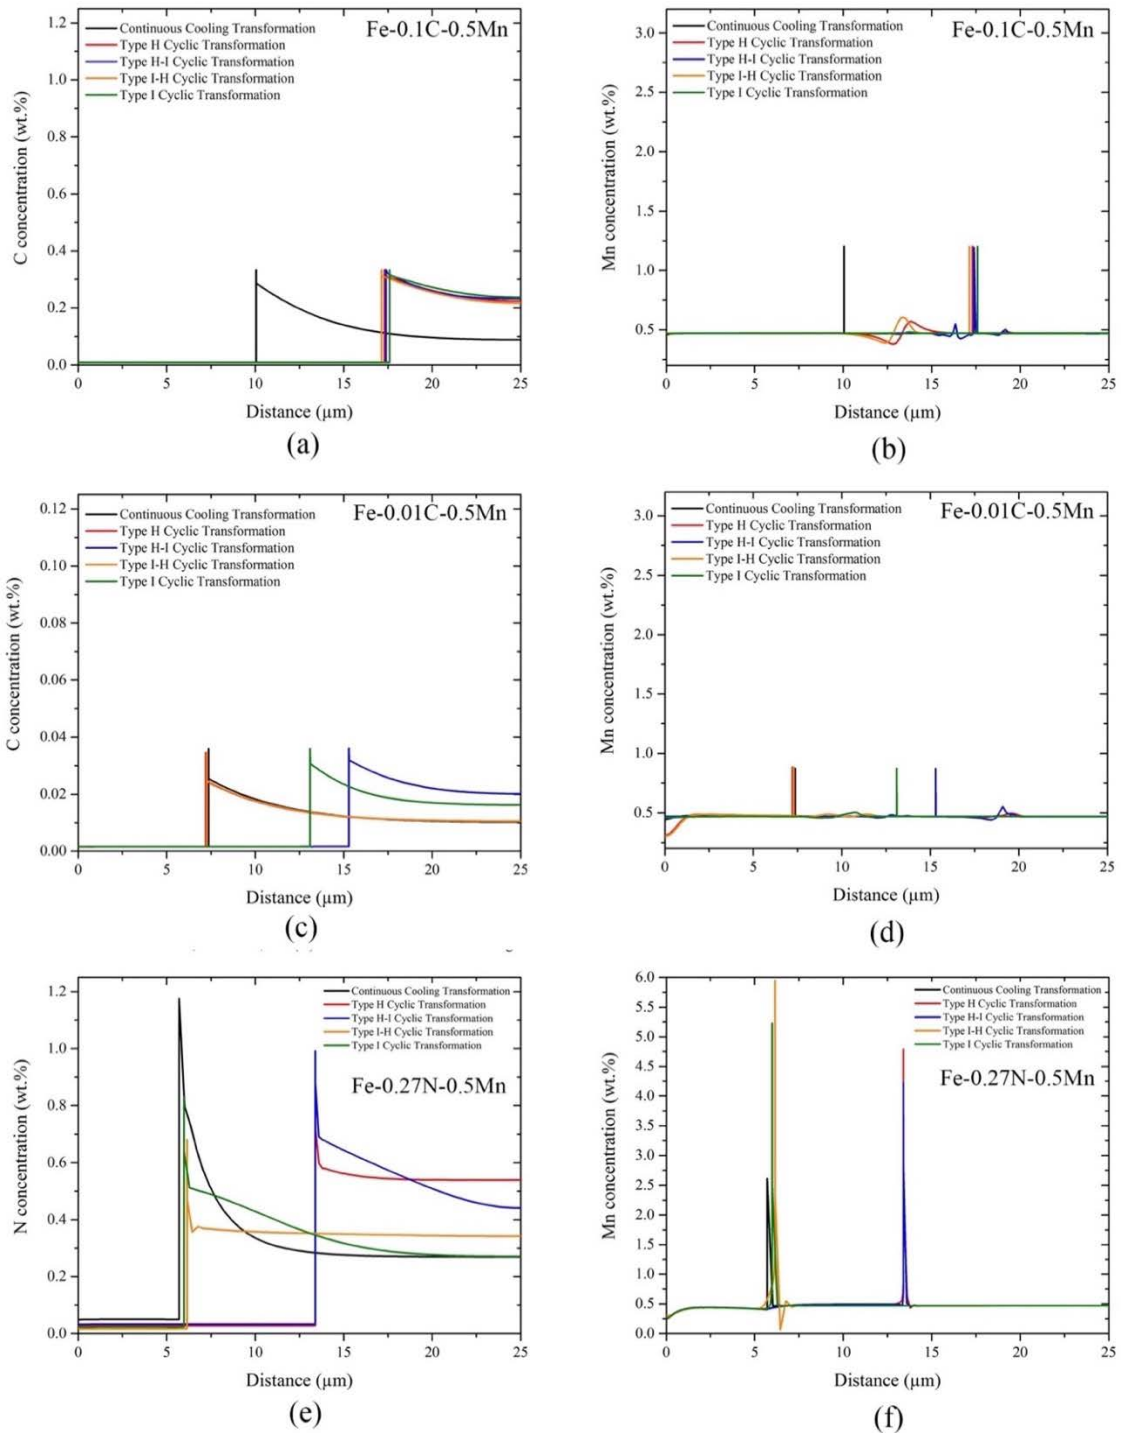 Fe-0.1C-0.5Mn
Continuous Cooling Transformation
Type H Cyclic Transformation
Type H-I Cyclic Transformation
Type I-H Cyclic Transformation
Type I Cyclic Transformation
C concentration (wt.%)
1.2
1.0
0.8
0.6
0.4
0.2
0.0
0 5 10 15 20 25
Distance (µm)
(a)
Fe-0.1C-0.5Mn
Continuous Cooling Transformation
Type H Cyclic Transformation
Type H-I Cyclic Transformation
Type I-H Cyclic Transformation
Type I Cyclic Transformation
Mn concentration (wt.%)
3.0
2.5
2.0
1.5
1.0
0.5
0 5 10 15 20 25
Distance (µm)
(b)
Fe-0.01C-0.5Mn
Continuous Cooling Transformation
Type H Cyclic Transformation
Type H-I Cyclic Transformation
Type I-H Cyclic Transformation
Type I Cyclic Transformation
C concentration (wt.%)
0.12
0.10
0.08
0.06
0.04
0.02
0.00
0 5 10 15 20 25
Distance (µm)
(c)
Fe-0.01C-0.5Mn
Continuous Cooling Transformation
Type H Cyclic Transformation
Type H-I Cyclic Transformation
Type I-H Cyclic Transformation
Type I Cyclic Transformation
Mn concentration (wt.%)
3.0
2.5
2.0
1.5
1.0
0.5
0 5 10 15 20 25
Distance (µm)
(d)
Continuous Cooling Transformation
Type H Cyclic Transformation
Type H-I Cyclic Transformation
Type I-H Cyclic Transformation
Type I Cyclic Transformation
Fe-0.27N-0.5Mn
N concentration (wt.%)
1.2
1.0
0.8
0.6
0.4
0.2
0.0
0 5 10 15 20 25
Distance (µm)
(e)
Continuous Cooling Transformation
Type H Cyclic Transformation
Type H-I Cyclic Transformation
Type I-H Cyclic Transformation
Type I Cyclic Transformation
Fe-0.27N-0.5Mn
Mn concentration (wt.%)
6.0
5.5
5.0
4.5
4.0
3.5
3.0
2.5
2.0
1.5
1.0
0.5
0.0
0 5 10 15 20 25
Distance (µm)
(f)